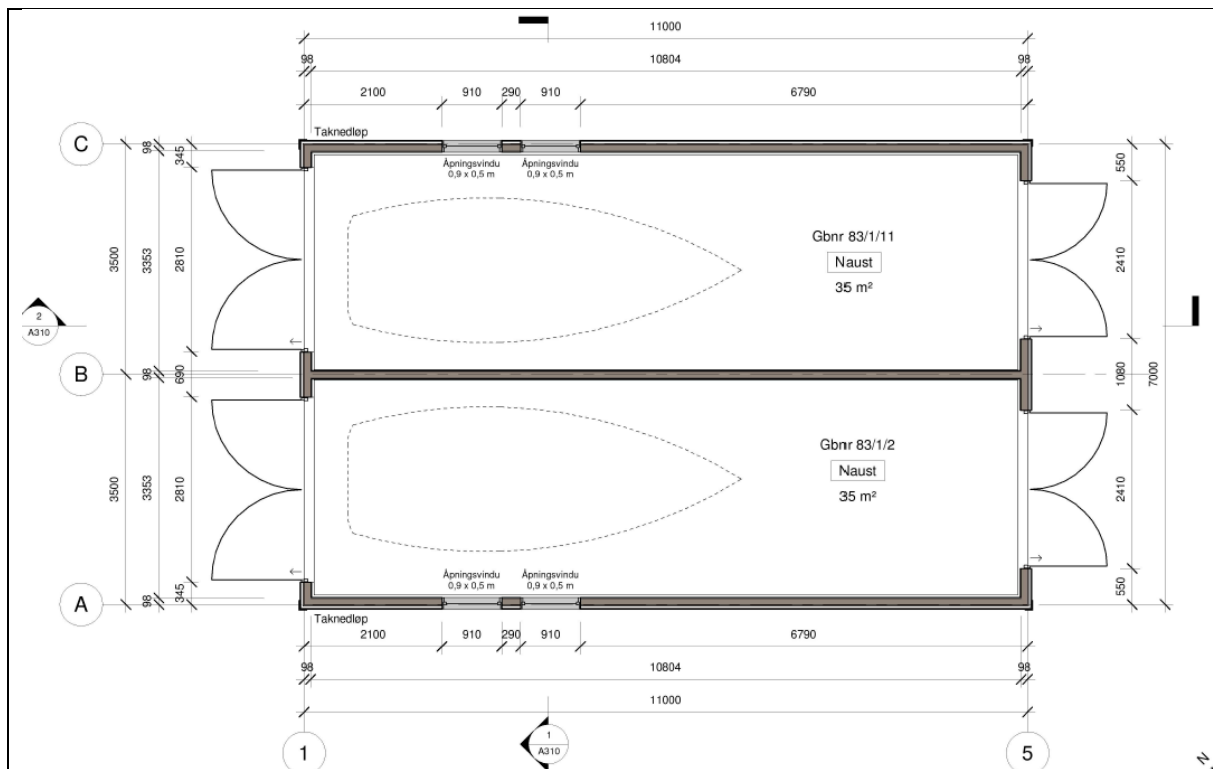 11000
98 10804 98
2100 910 290 910 6790
Taknedløp
C
Åpningsvindu Åpningsvindu
0,9 x 0,5 m 0,9 x 0,5 m
98
345
550
Gbnr 83/1/11
Naust
35 m²
3500
3353
2810
2410
2
A310
B
98
690
1080
7000
Gbnr 83/1/2
Naust
35 m²
3500
3353
2810
2410
Åpningsvindu Åpningsvindu
0,9 x 0,5 m 0,9 x 0,5 m
A
98
345
550
Taknedløp
2100 910 290 910 6790
98 10804 98
11000
1
1
A310
5
N